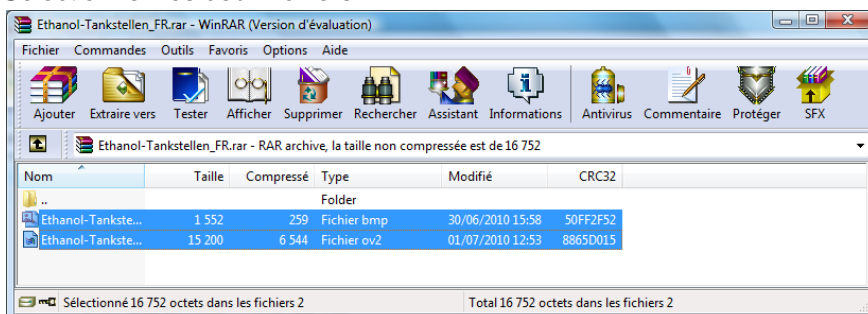 Ethanol-Tankstellen_FR.rar - WinRAR (Version d'évaluation)
Fichier Commandes Outils Favoris Options Aide
Ajouter Extraire vers Tester Afficher Supprimer Rechercher Assistant Informations Antivirus Commentaire Protéger SFX
Ethanol-Tankstellen_FR.rar - RAR archive, la taille non compressée est de 16 752
Nom Taille Compressé Type Modifié CRC32
.. Folder
Ethanol-Tankste... 1 552 259 Fichier bmp 30/06/2010 15:58 50FF2F52
Ethanol-Tankste... 15 200 6 544 Fichier ov2 01/07/2010 12:53 8865D015
Sélectionné 16 752 octets dans les fichiers 2 Total 16 752 octets dans les fichiers 2